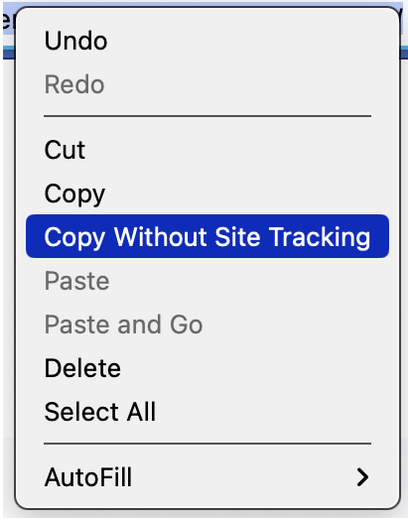 Undo
Redo
Cut
Copy
Copy Without Site Tracking
Paste
Paste and Go
Delete
Select All
AutoFill